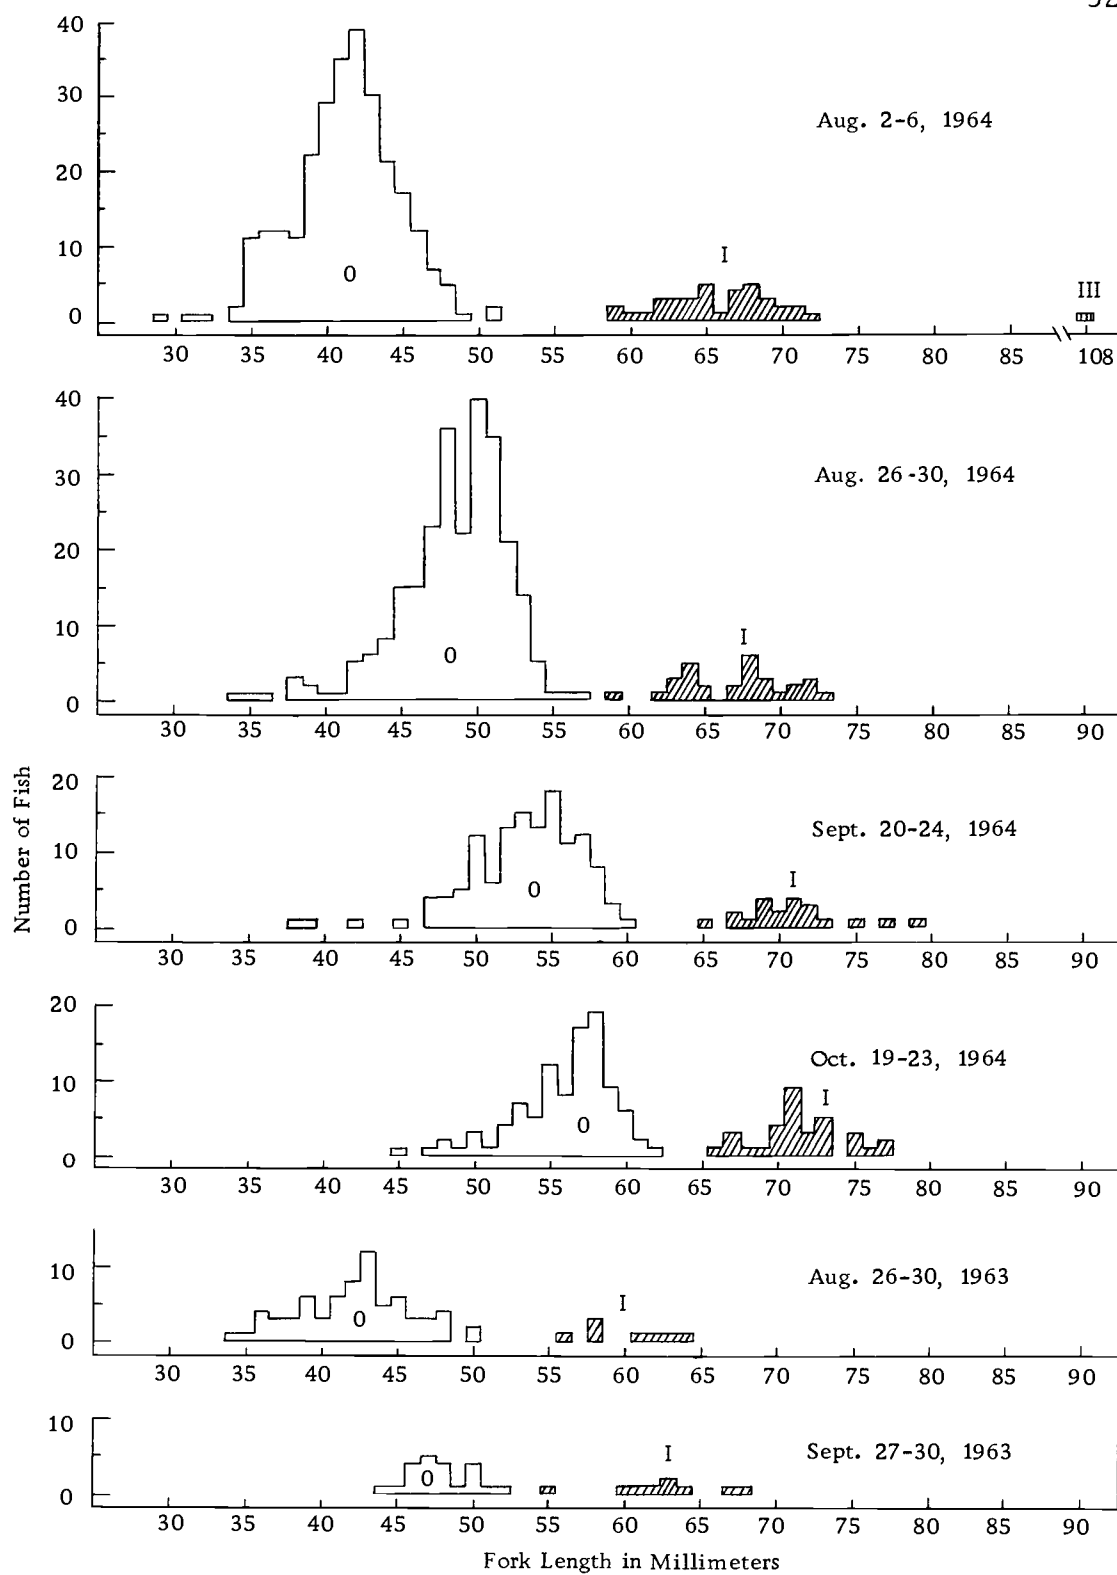 40
30
Aug. 2-6, 1964
20
10
I
0
III
0
30 35 40 45 50 55 60 65 70 75 80 85 108
40
30
Aug. 26-30, 1964
20
10
I
0
0
30 35 40 45 50 55 60 65 70 75 80 85 90
Number of Fish
20
Sept. 20-24, 1964
10
I
0
0
30 35 40 45 50 55 60 65 70 75 80 85 90
20
Oct. 19-23, 1964
10
I
0
0
30 35 40 45 50 55 60 65 70 75 80 85 90
10
Aug. 26-30, 1963
I
0
0
30 35 40 45 50 55 60 65 70 75 80 85 90
10
Sept. 27-30, 1963
I
0
0
30 35 40 45 50 55 60 65 70 75 80 85 90
Fork Length in Millimeters